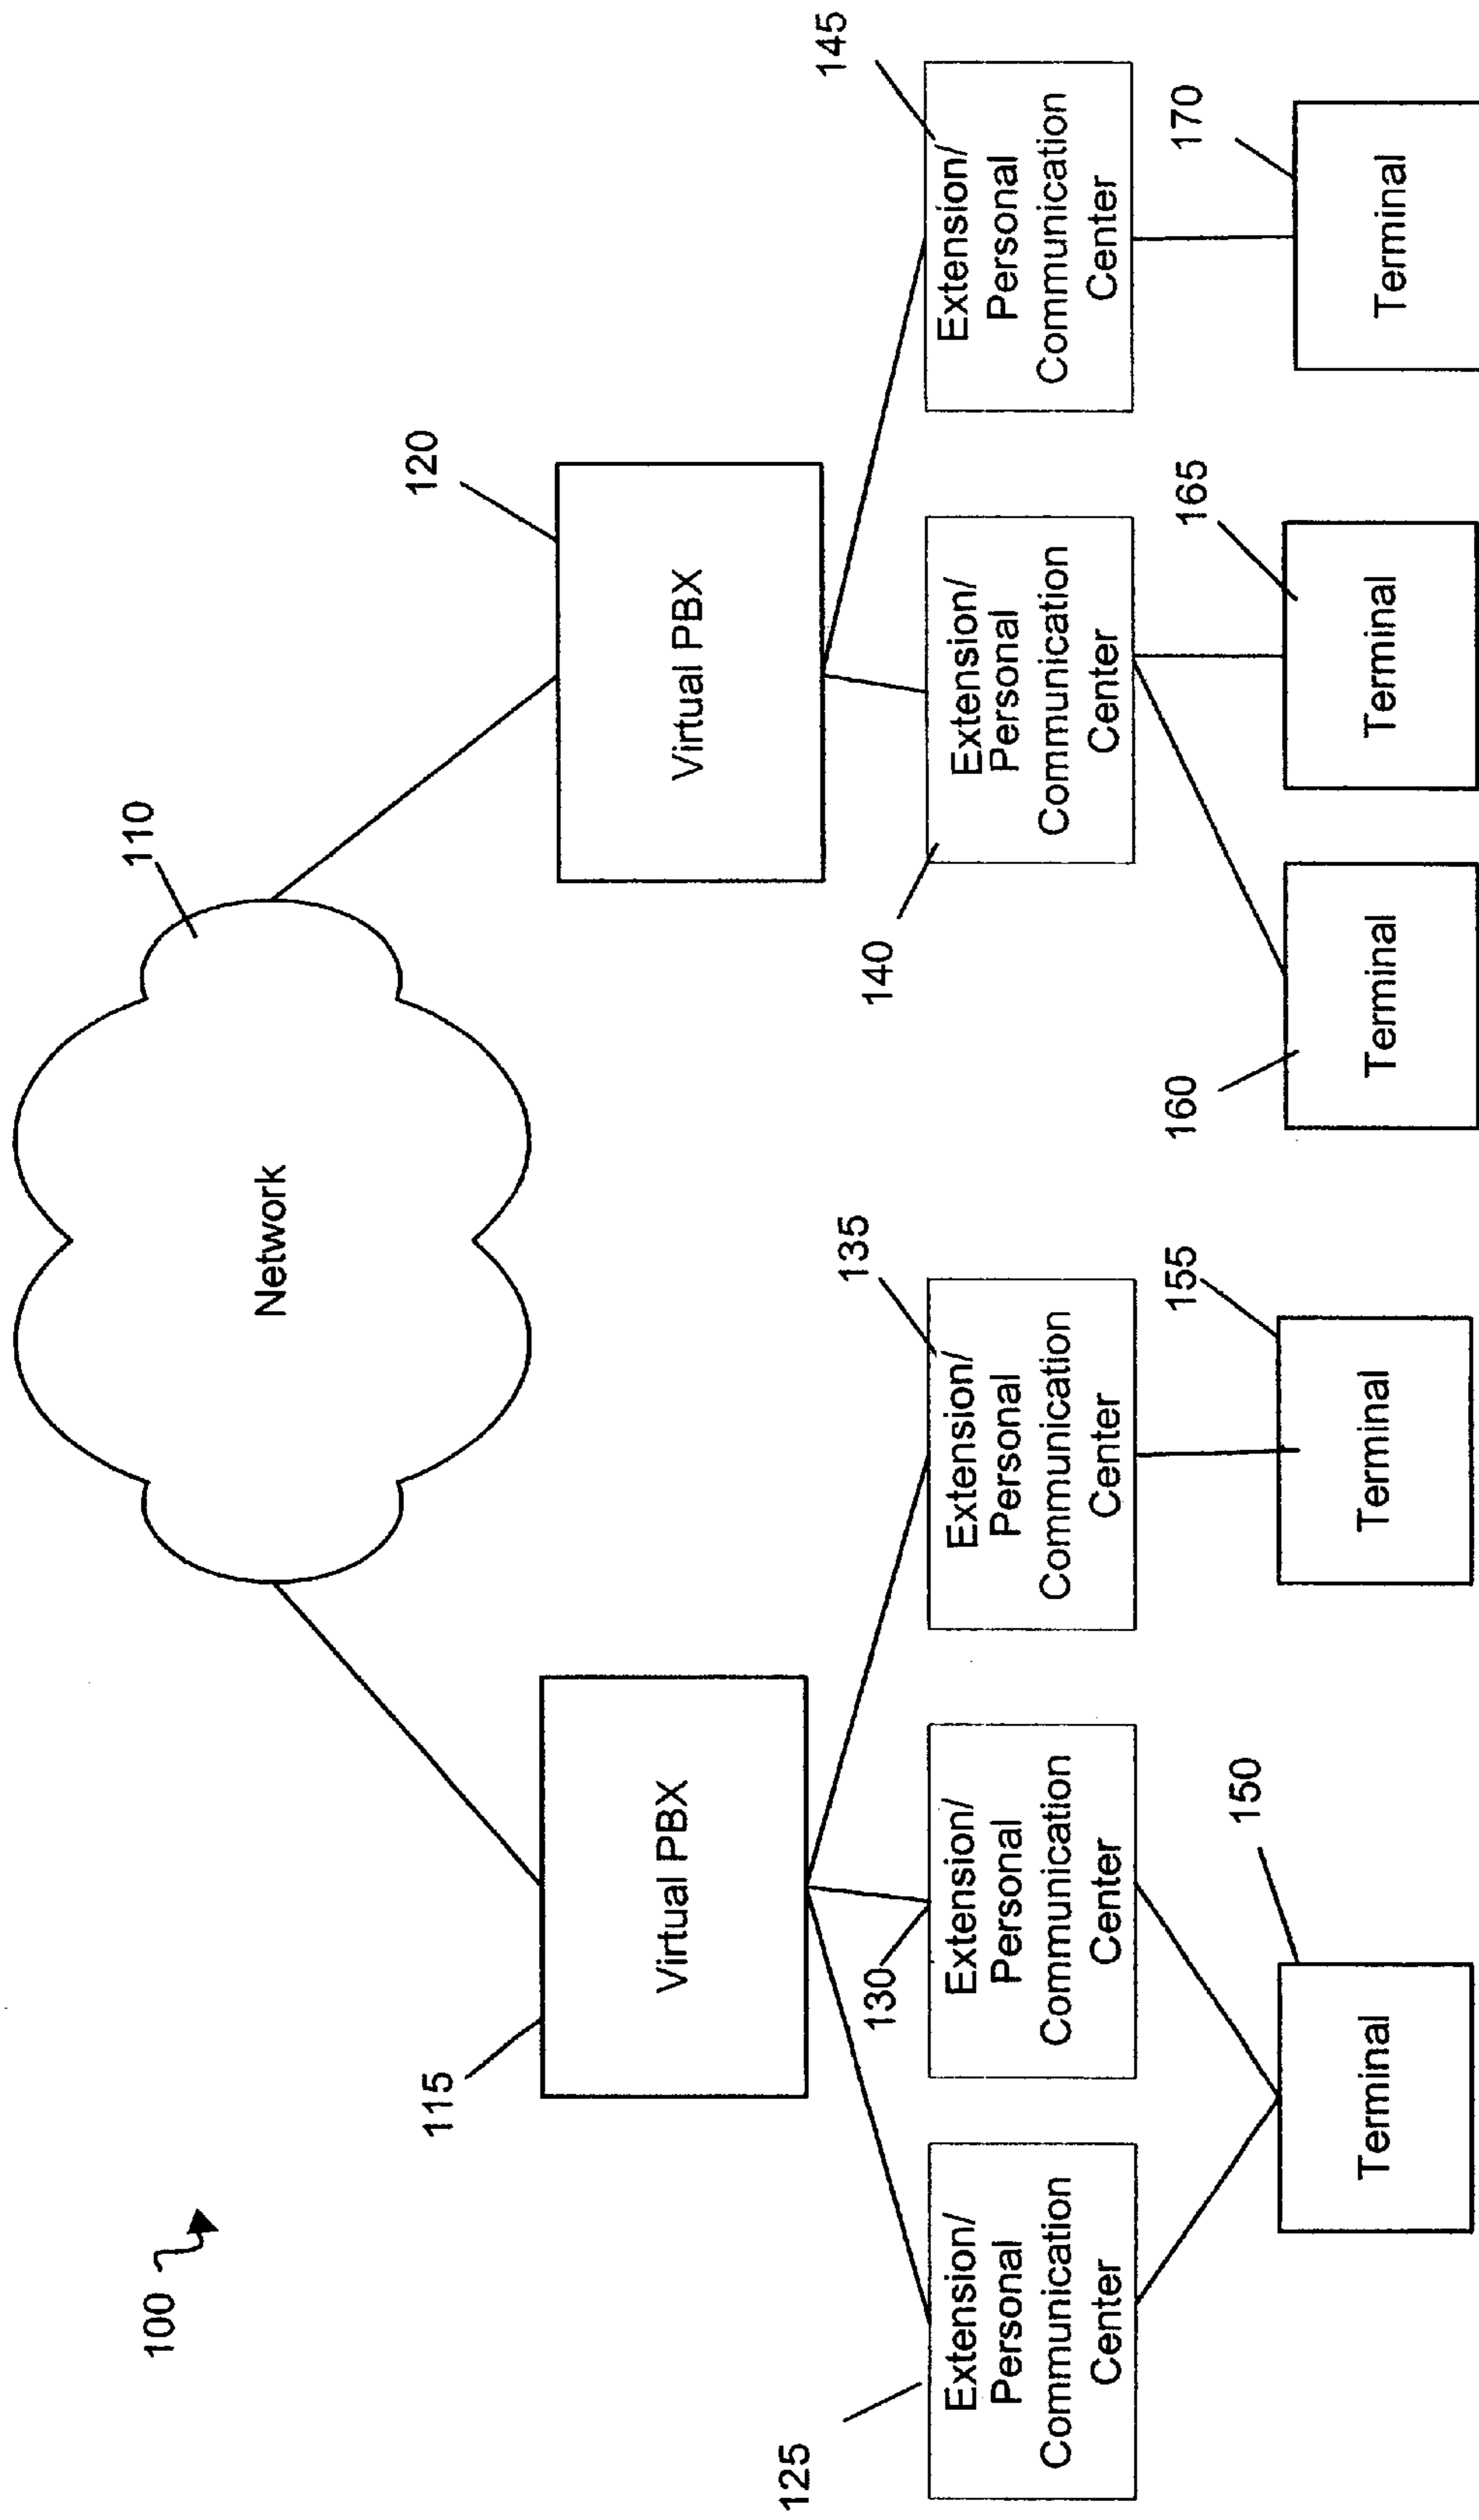 100
110
Network
115
120
Virtual PBX
Virtual PBX
125
130
135
140
145
Extension/
Personal
Communication
Center
Extension/
Personal
Communication
Center
Extension/
Personal
Communication
Center
Extension/
Personal
Communication
Center
Extension/
Personal
Communication
Center
150
155
160
165
170
Terminal
Terminal
Terminal
Terminal
Terminal